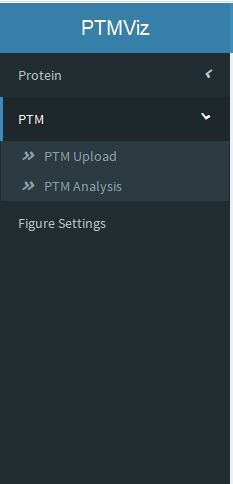 PTMViz
Protein
PTM
PTM Upload
PTM Analysis
Figure Settings